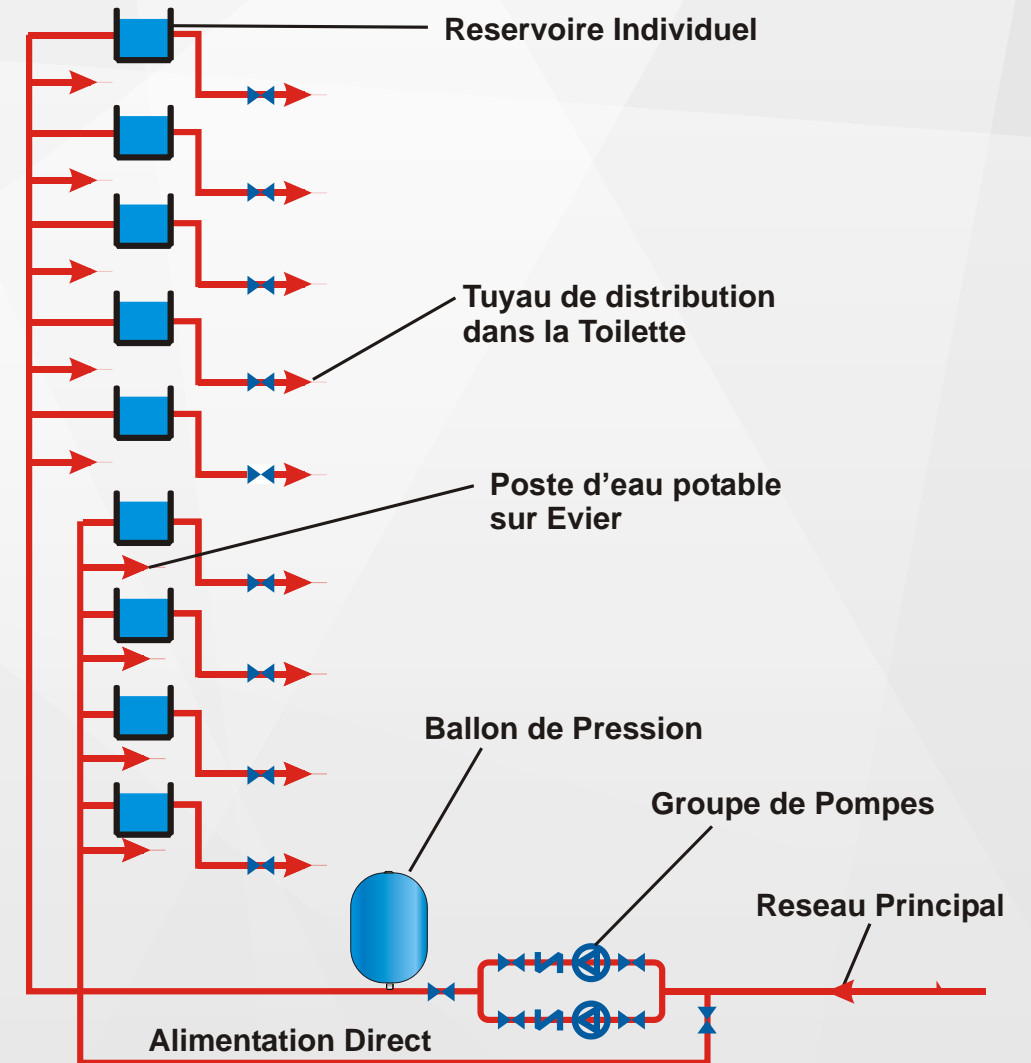 Reservoire Individuel
Tuyau de distribution
dans la Toilette
Poste d’eau potable
sur Evier
Ballon de Pression
Groupe de Pompes
Reseau Principal
Alimentation Direct